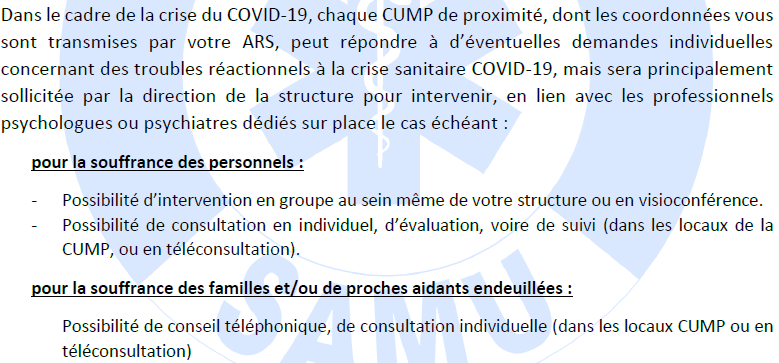 Dans le cadre de la crise du COVID-19, chaque CUMP de proximité, dont les coordonnées vous
sont transmises par votre ARS, peut répondre à d'éventuelles demandes individuelles
concernant des troubles réactionnels à la crise sanitaire COVID-19, mais sera principalement
sollicitée par la direction de la structure pour intervenir, en lien avec les professionnels
psychologues ou psychiatres dédiés sur place le cas échéant :
pour la souffrance des personnels :
- Possibilité d'intervention en groupe au sein même de votre structure ou en visioconférence.
- Possibilité de consultation en individuel, d'évaluation, voire de suivi (dans les locaux de la
CUMP, ou en téléconsultation).
pour la souffrance des familles et/ou de proches aidants endeuillées :
Possibilité de conseil téléphonique, de consultation individuelle (dans les locaux CUMP ou en
téléconsultation)
SAMU